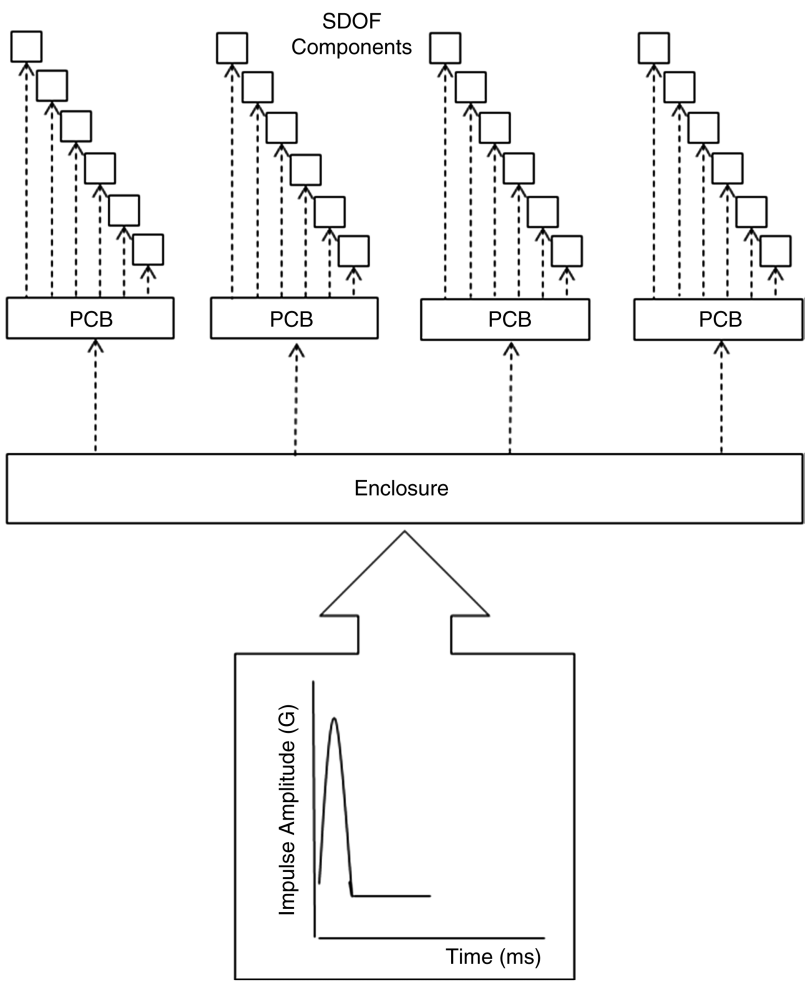 SDOF
Components
PCB
PCB
PCB
PCB
Enclosure
Impulse Amplitude (G)
Time (ms)